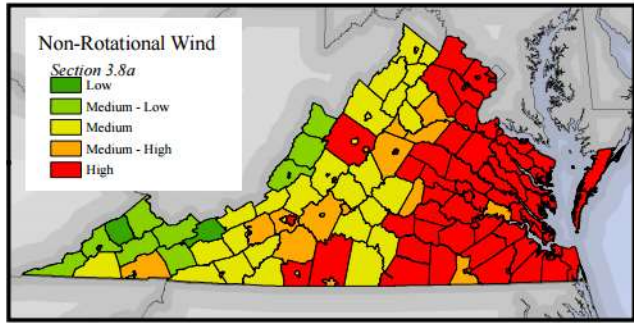 Non-Rotational Wind
Section 3.8a
Low
Medium - Low
Medium
Medium - High
High